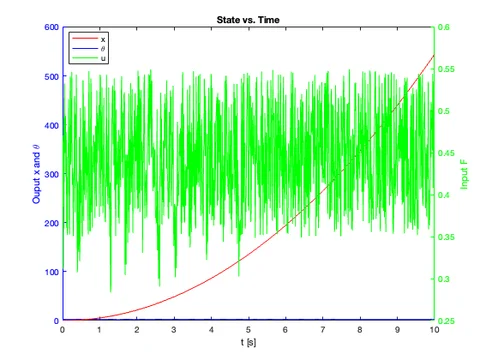 State vs. Time
x
θ
u
600
500
400
300
200
100
0
Ouput x and θ
0.6
0.55
0.5
0.45
0.4
0.35
0.3
0.25
Input F
0 1 2 3 4 5 6 7 8 9 10
t [s]